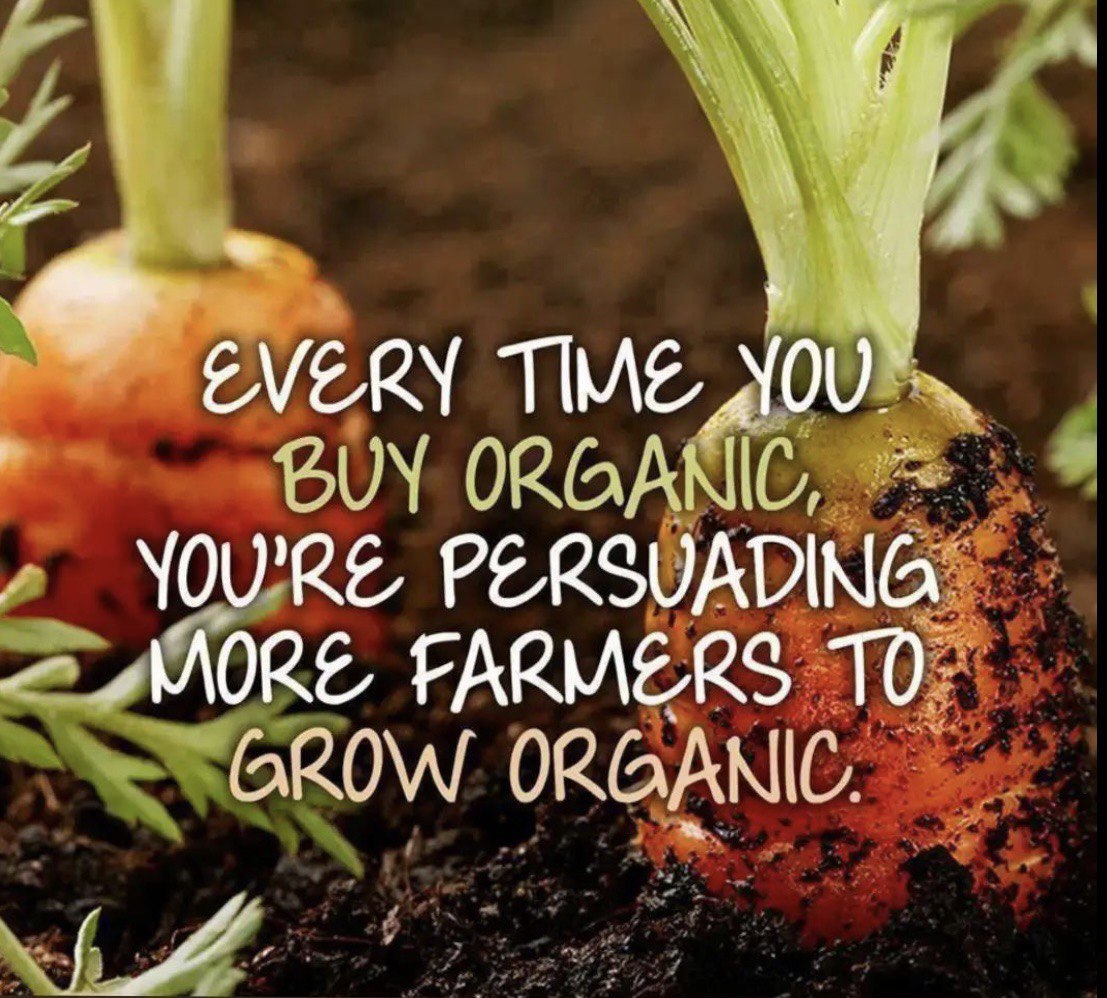 EVERY TIME YOU
BUY ORGANIC,
YOU'RE PERSUADING
MORE FARMERS TO
GROW ORGANIC.